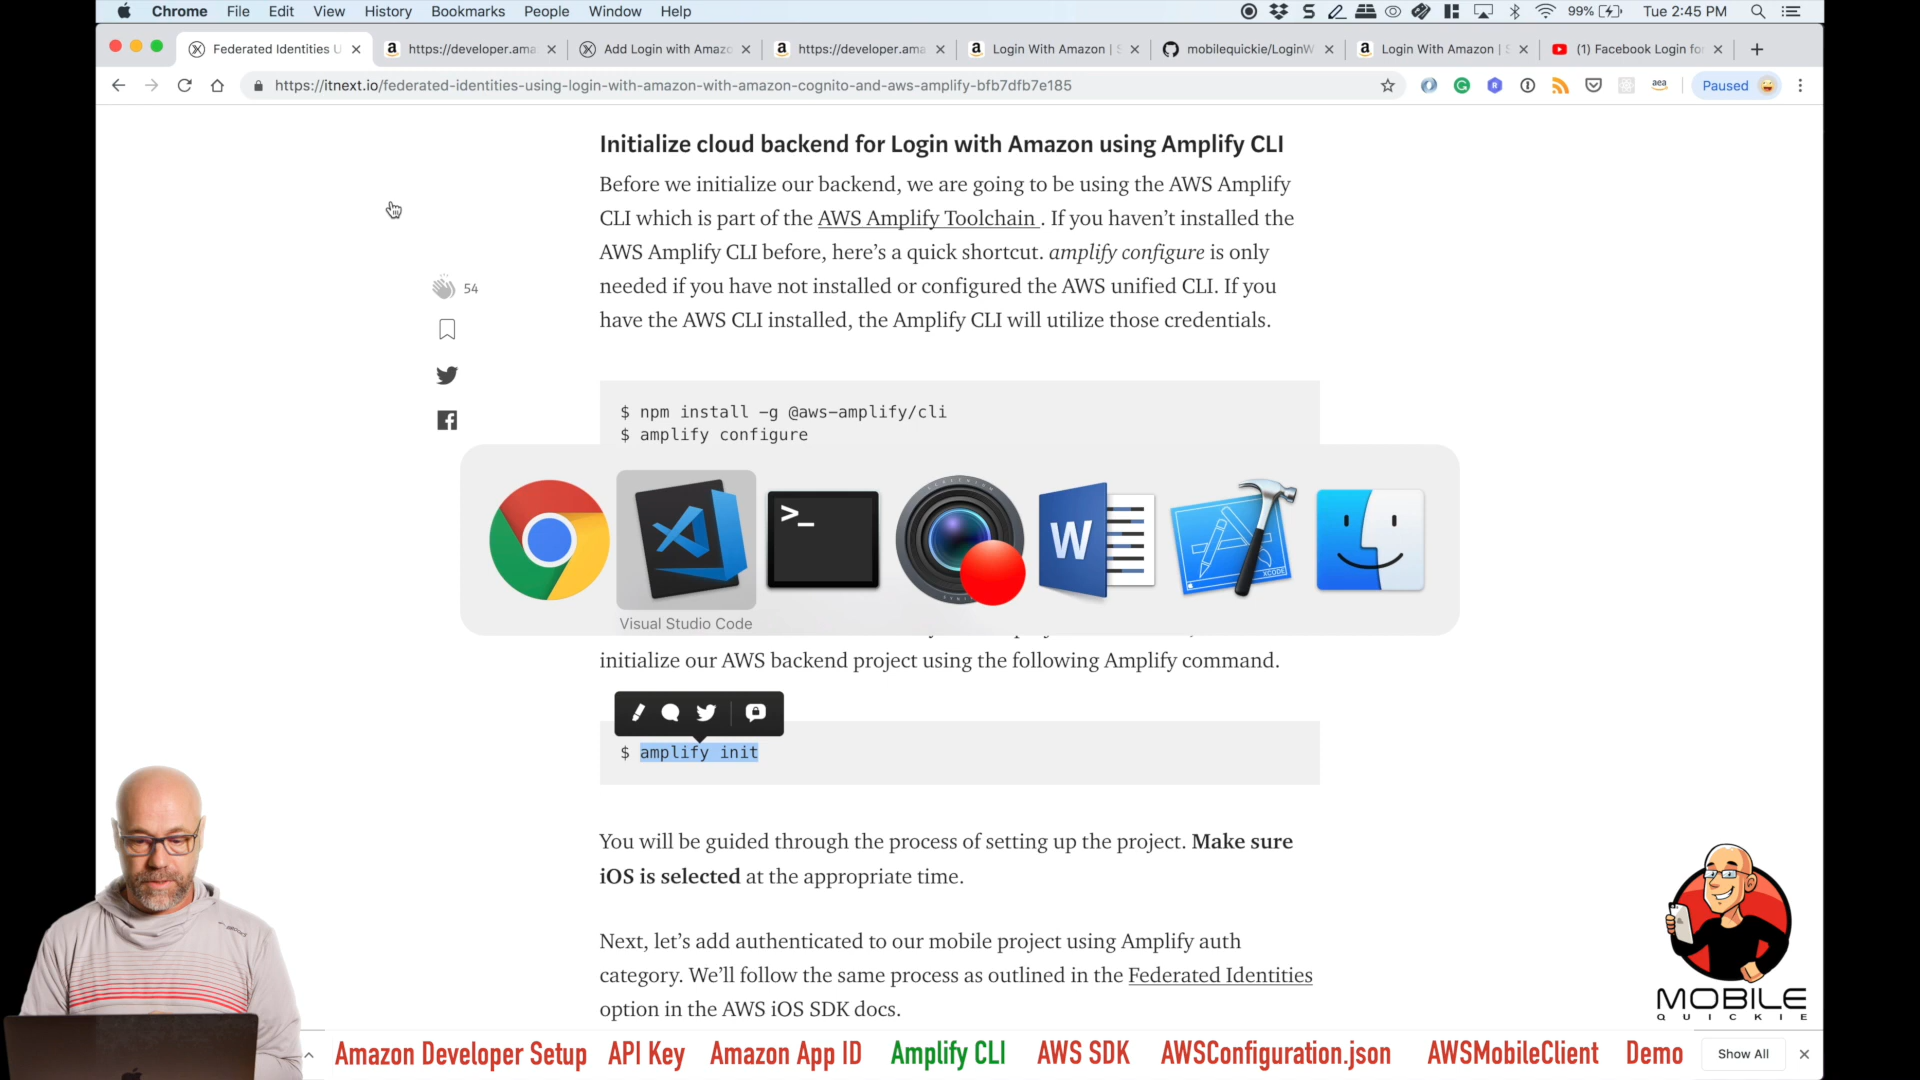 Chrome File Edit View History Bookmarks People Window Help 99% Tue 2:45 PM
Federated Identities U https://developer.ama Add Login with Amazo https://developer.ama Login With Amazon | S mobilequickie/LoginW Login With Amazon | S (1) Facebook Login for
https://itnext.io/federated-identities-using-login-with-amazon-with-amazon-cognito-and-aws-amplify-bfb7dfb7e185 aea Paused
Initialize cloud backend for Login with Amazon using Amplify CLI
Before we initialize our backend, we are going to be using the AWS Amplify
CLI which is part of the AWS Amplify Toolchain . If you haven't installed the
AWS Amplify CLI before, here's a quick shortcut. amplify configure is only
needed if you have not installed or configured the AWS unified CLI. If you
have the AWS CLI installed, the Amplify CLI will utilize those credentials.
54
$ npm install -g @aws-amplify/cli
$ amplify configure
>_
W
XCODE
Visual Studio Code
initialize our AWS backend project using the following Amplify command.
$ amplify init
You will be guided through the process of setting up the project. Make sure
iOS is selected at the appropriate time.
Next, let's add authenticated to our mobile project using Amplify auth
category. We'll follow the same process as outlined in the Federated Identities
option in the AWS iOS SDK docs.
MOBILE
QUICKIE
Amazon Developer Setup API Key Amazon App ID Amplify CLI AWS SDK AWSConfiguration.json AWSMobileClient Demo Show All